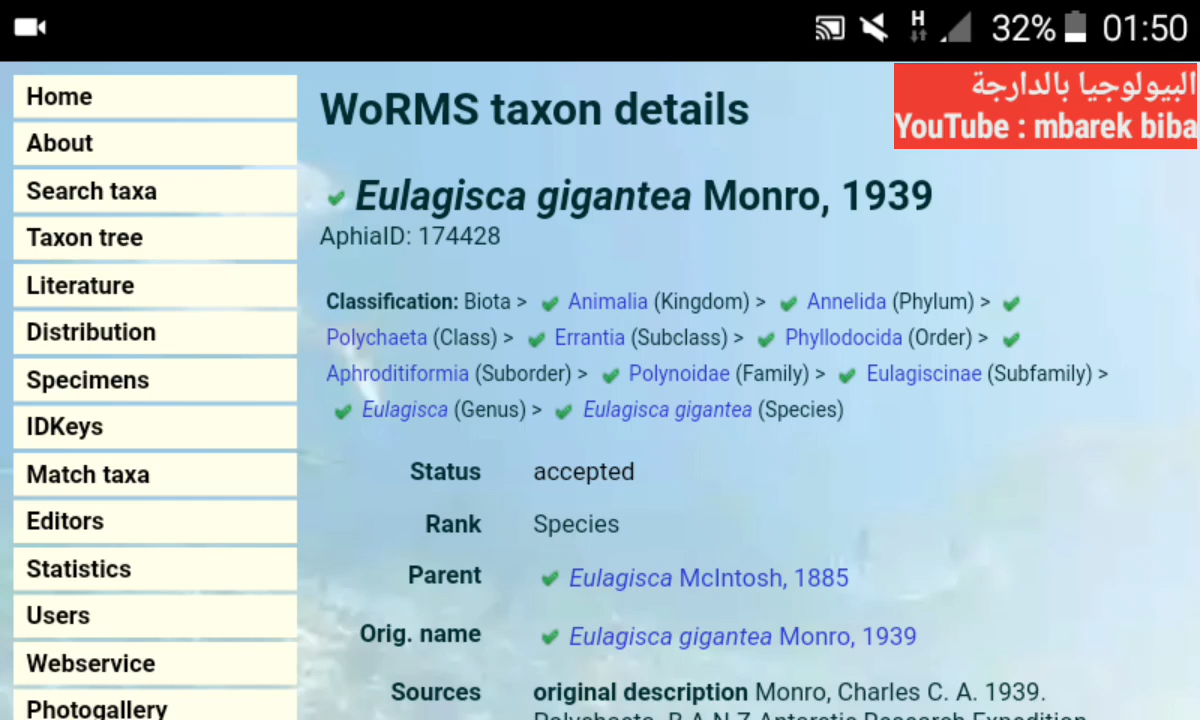 H 32% 01:50
البيولوجيا بالدارجة
YouTube : mbarek biba
Home
About
Search taxa
Taxon tree
Literature
Distribution
Specimens
IDKeys
Match taxa
Editors
Statistics
Users
Webservice
Photogallery
WoRMS taxon details
Eulagisca gigantea Monro, 1939
AphiaID: 174428
Classification: Biota > Animalia (Kingdom) > Annelida (Phylum) >
Polychaeta (Class) > Errantia (Subclass) > Phyllodocida (Order) >
Aphroditiformia (Suborder) > Polynoidae (Family) > Eulagiscinae (Subfamily) >
Eulagisca (Genus) > Eulagisca gigantea (Species)
Status accepted
Rank Species
Parent Eulagisca McIntosh, 1885
Orig. name Eulagisca gigantea Monro, 1939
Sources original description Monro, Charles C. A. 1939.
Polychaeta. B.A.N.Z Antarctic Research Expedition